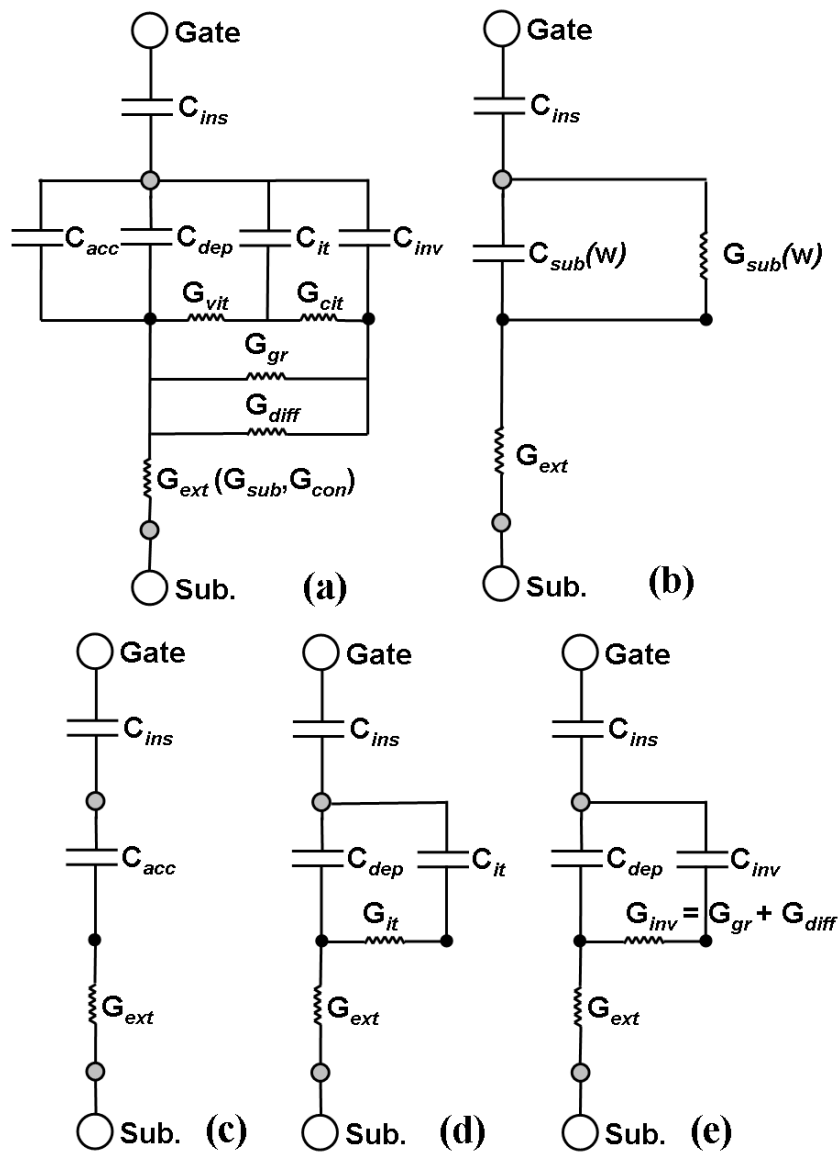 Gate
C_ins
C_acc C_dep C_it C_inv
G_vit G_cit
G_gr
G_diff
G_ext (G_sub, G_con)
Sub. (a)
Gate
C_ins
C_sub(w) G_sub(w)
G_ext
Sub. (b)
Gate
C_ins
C_acc
G_ext
Sub. (c)
Gate
C_ins
C_dep C_it
G_it
G_ext
Sub. (d)
Gate
C_ins
C_dep C_inv
G_inv = G_gr + G_diff
G_ext
Sub. (e)